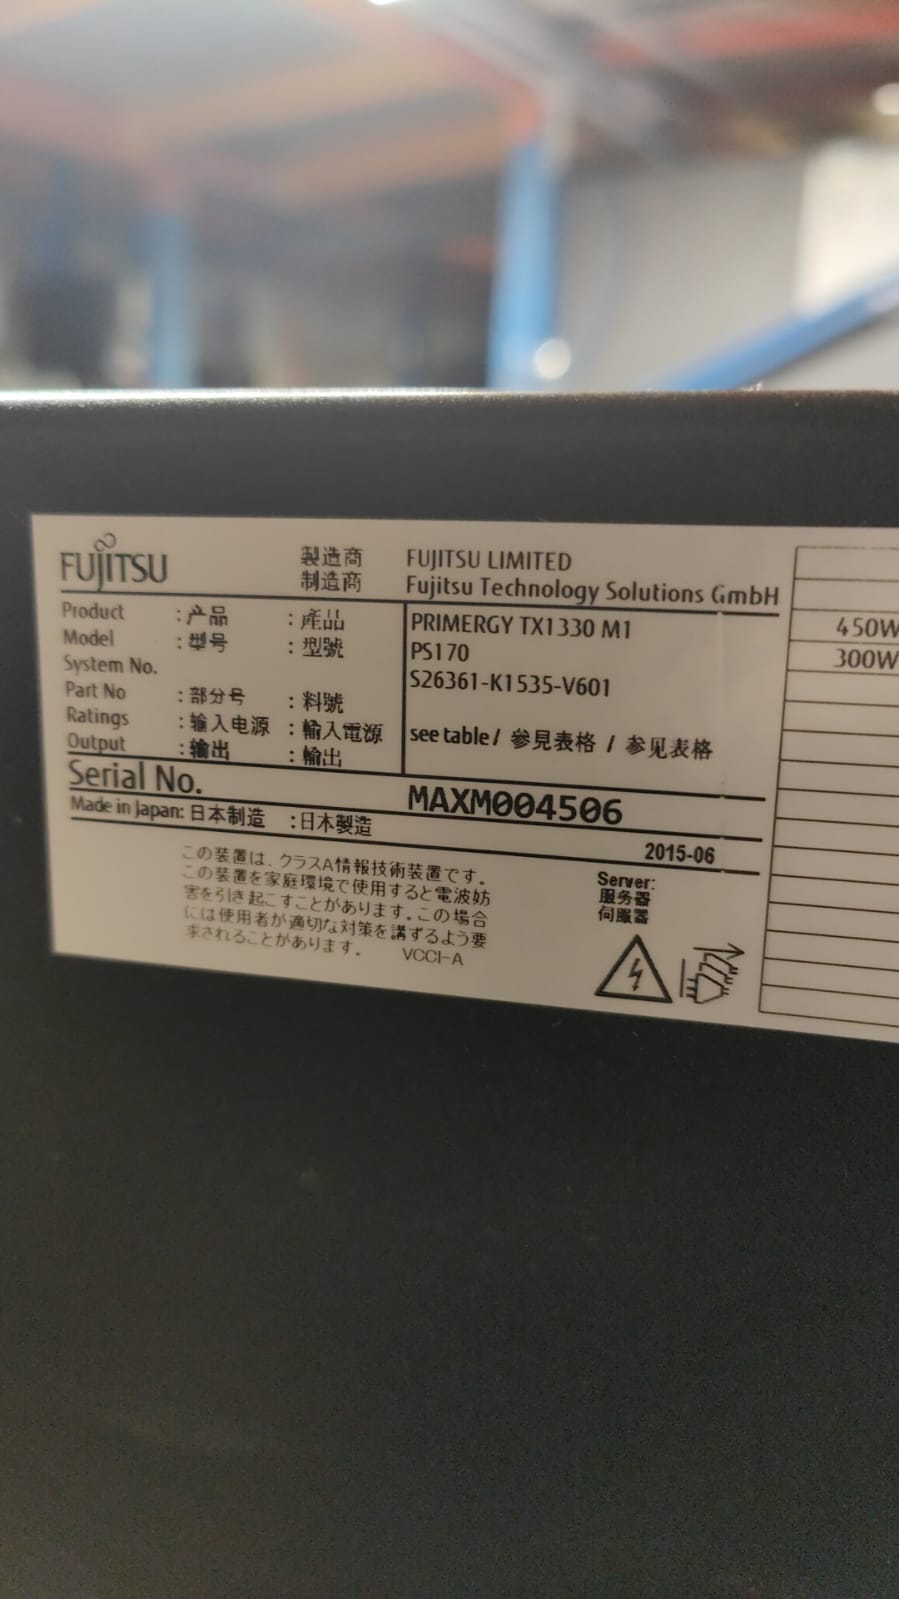 FUJITSU
製造商
制造商
FUJITSU LIMITED
Fujitsu Technology Solutions GmbH
Product :产品 :產品 PRIMERGY TX1330 M1
Model :型号 :型號 PS170
System No. S26361-K1535-V601
Part No :部分号 :料號
Ratings :输入电源 :輸入電源 see table / 參見表格 / 参见表格
Output :输出 :輸出
Serial No. MAXM004506
Made in Japan: 日本制造 :日本製造
2015-06
この装置は、クラスA情報技術装置です。
この装置を家庭環境で使用すると電波妨
害を引き起こすことがあります。この場合
には使用者が適切な対策を講ずるよう要
求されることがあります。 VCCI-A
Server:
服务器
伺服器
450W
300W